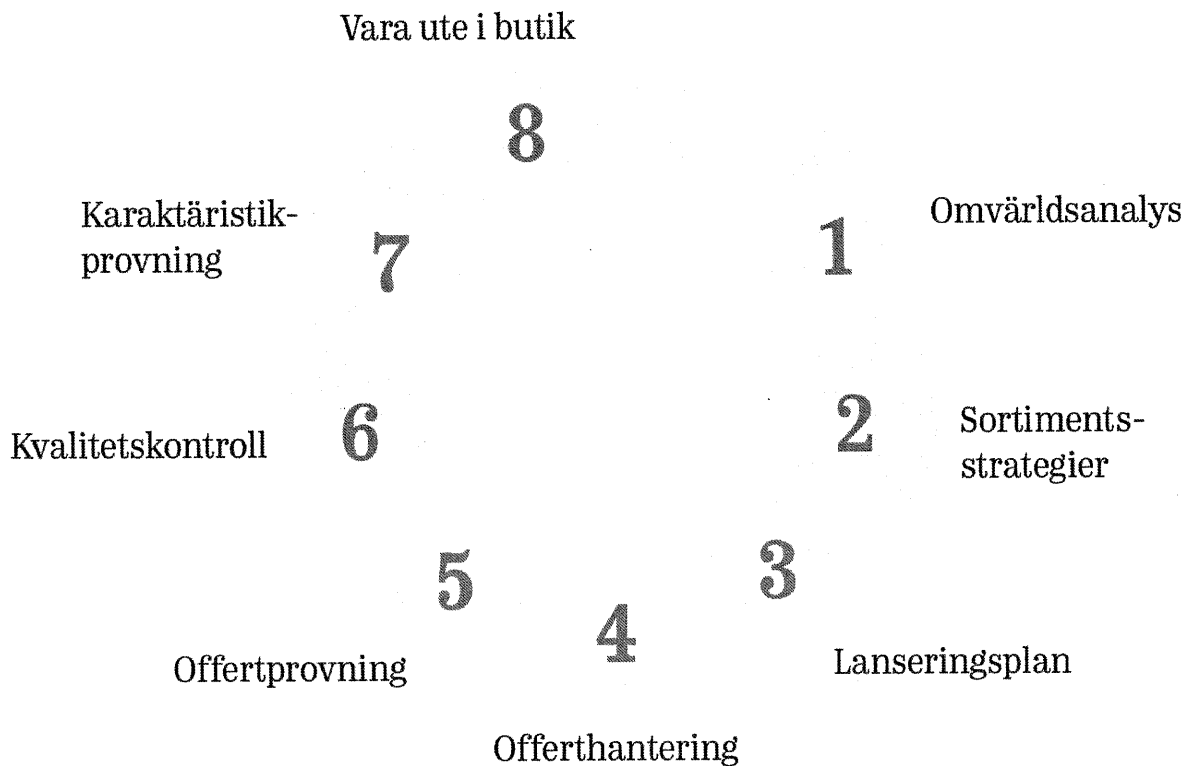 Vara ute i butik
8
Karaktäristik-
provning
7
1
Omvärldsanalys
Kvalitetskontroll
6
2
Sortiments-
strategier
5
3
Offertprovning
4
Lanseringsplan
Offerthantering